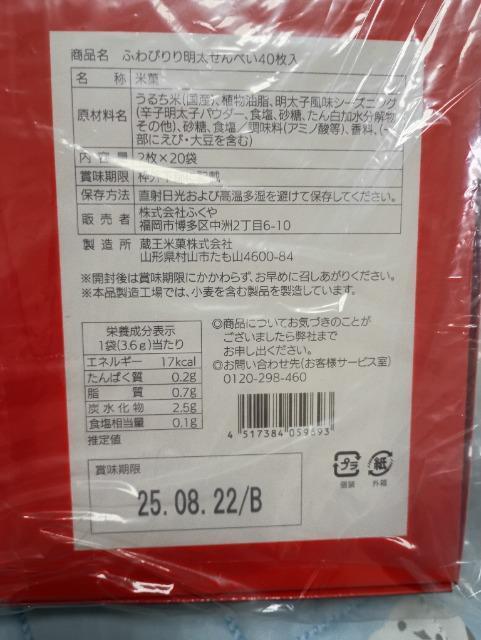 商品名 ふわぴりり明太せんべい40枚入
名 称 米菓
原材料名 うるち米(国産)、植物油脂、明太子風味シーズニング
(辛子明太子パウダー、食塩、砂糖、たん白加水分解物
その他)、砂糖、食塩／調味料(アミノ酸等)、香料、(一
部にえび・大豆を含む)
内容量 2枚×20袋
賞味期限 枠外下部に記載
保存方法 直射日光および高温多湿を避けて保存してください。
販売者 株式会社ふくや
福岡市博多区中洲2丁目6-10
製造所 蔵王米菓株式会社
山形県村山市たも山4600-84
※開封後は賞味期限にかかわらず、お早めに召しあがりください。
※本品製造工場では、小麦を含む製品を製造しています。
栄養成分表示
1袋(3.6g)当たり
エネルギー 17kcal
たんぱく質 0.2g
脂 質 0.7g
炭水化物 2.5g
食塩相当量 0.1g
推定値
◎商品についてお気づきのことが
ございましたら弊社まで
お申し出ください。
◎お問い合わせ先(お客様サービス室)
0120-298-460
4 517384 059893
プラ
個装
紙
外箱
賞味期限
25.08.22/B